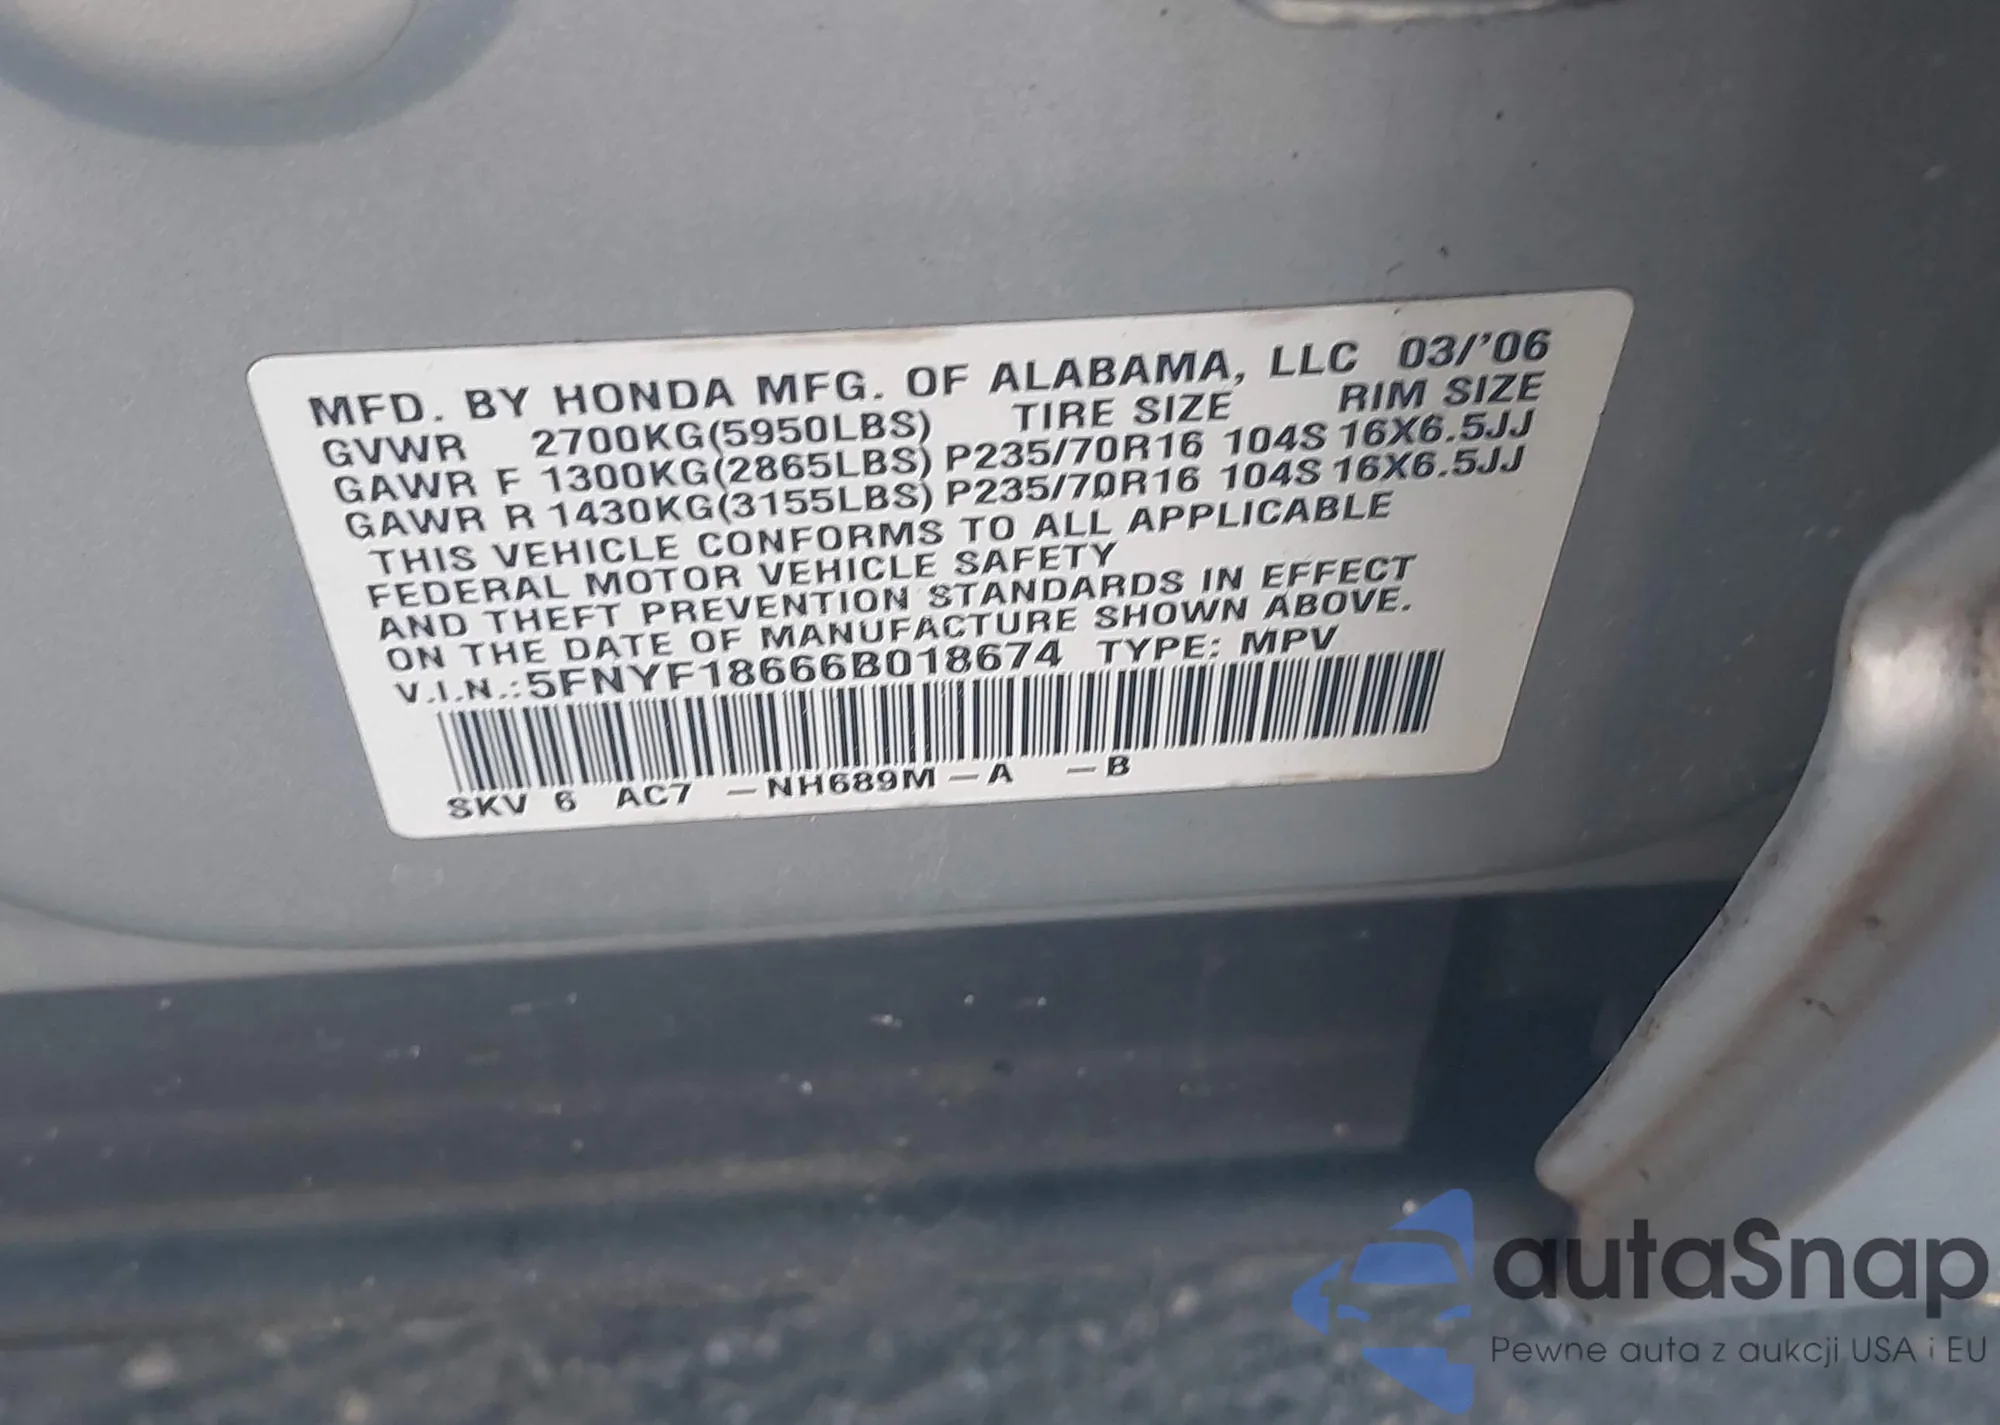 MFD. BY HONDA MFG. OF ALABAMA, LLC 03/'06
GVWR 2700KG(5950LBS) TIRE SIZE RIM SIZE
GAWR F 1300KG(2865LBS) P235/70R16 104S 16X6.5JJ
GAWR R 1430KG(3155LBS) P235/70R16 104S 16X6.5JJ
THIS VEHICLE CONFORMS TO ALL APPLICABLE
FEDERAL MOTOR VEHICLE SAFETY
AND THEFT PREVENTION STANDARDS IN EFFECT
ON THE DATE OF MANUFACTURE SHOWN ABOVE.
V.I.N.:5FNYF18666B018674 TYPE: MPV
SKV 6 AC7 –NH689M –A –B
autaSnap
Pewne auta z aukcji USA i EU